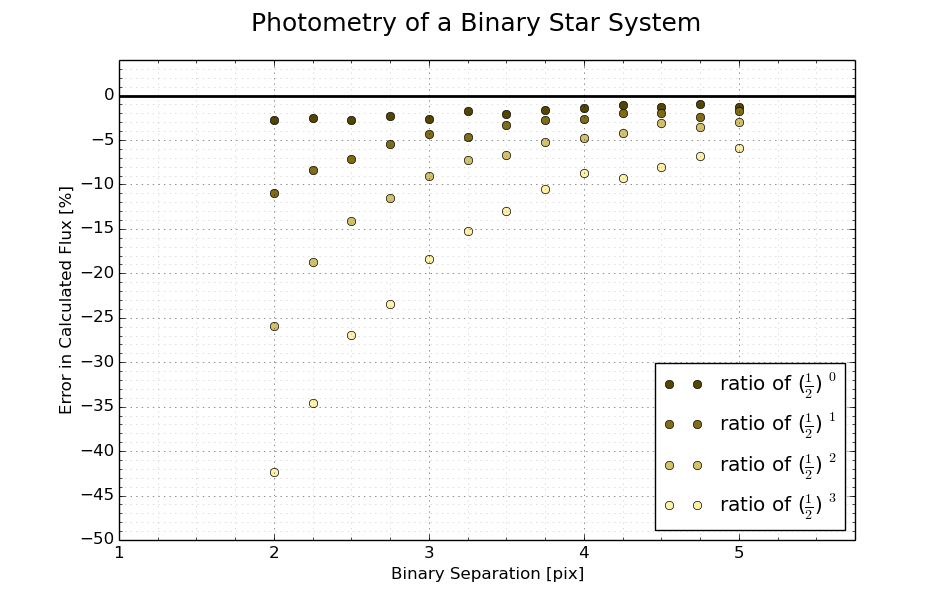 Photometry of a Binary Star System
0
−5
−10
−15
−20
−25
−30
−35
−40
−45
−50
Error in Calculated Flux [%]
1 2 3 4 5
Binary Separation [pix]
ratio of (1/2)^0
ratio of (1/2)^1
ratio of (1/2)^2
ratio of (1/2)^3